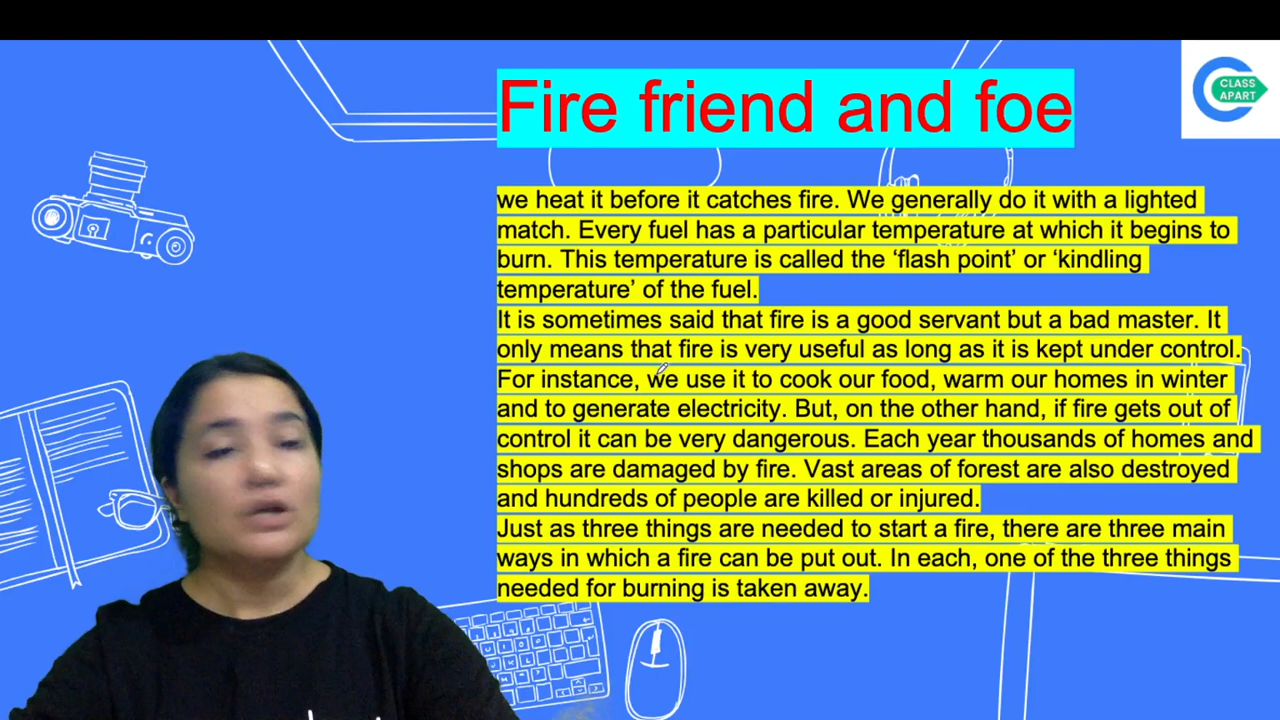 Fire friend and foe
CLASS
APART
we heat it before it catches fire. We generally do it with a lighted
match. Every fuel has a particular temperature at which it begins to
burn. This temperature is called the ‘flash point’ or ‘kindling
temperature’ of the fuel.
It is sometimes said that fire is a good servant but a bad master. It
only means that fire is very useful as long as it is kept under control.
For instance, we use it to cook our food, warm our homes in winter
and to generate electricity. But, on the other hand, if fire gets out of
control it can be very dangerous. Each year thousands of homes and
shops are damaged by fire. Vast areas of forest are also destroyed
and hundreds of people are killed or injured.
Just as three things are needed to start a fire, there are three main
ways in which a fire can be put out. In each, one of the three things
needed for burning is taken away.